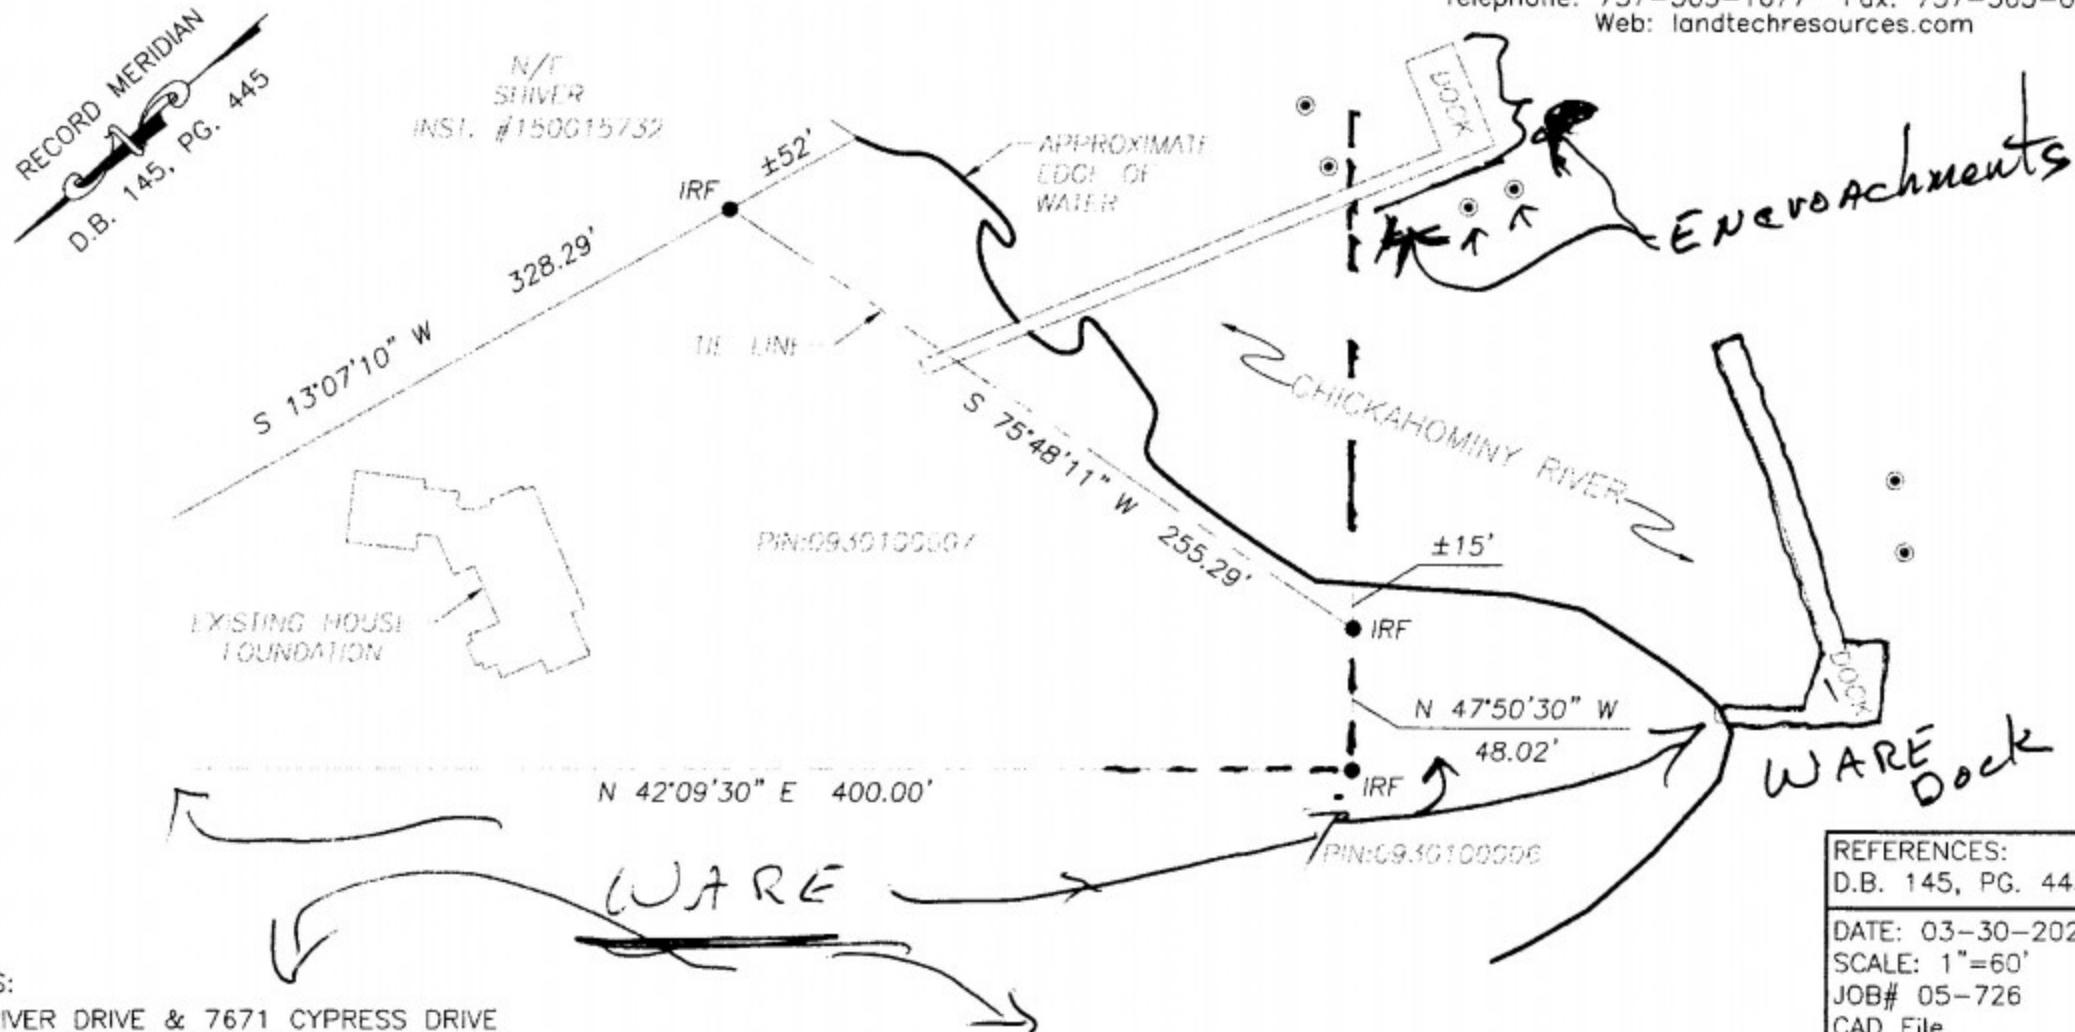 Web: landtechresources.com
RECORD MERIDIAN
D.B. 145, PG. 445
N/F
SHIVER
INST. #150015732
±52'
APPROXIMATE
EDGE OF
WATER
DOCK
Encroachments
IRF
328.29'
S 13°07'10" W
TIE LINE
CHICKAHOMINY RIVER
S 75°48'11" W 255.29'
±15'
EXISTING HOUSE
FOUNDATION
IRF
DOCK
N 47°50'30" W
48.02'
WARE
Dock
N 42°09'30" E 400.00'
IRF
WARE
REFERENCES:
D.B. 145, PG. 44
DATE: 03-30-202
SCALE: 1"=60'
JOB# 05-726
CAD File
DRIVE & 7671 CYPRESS DRIVE